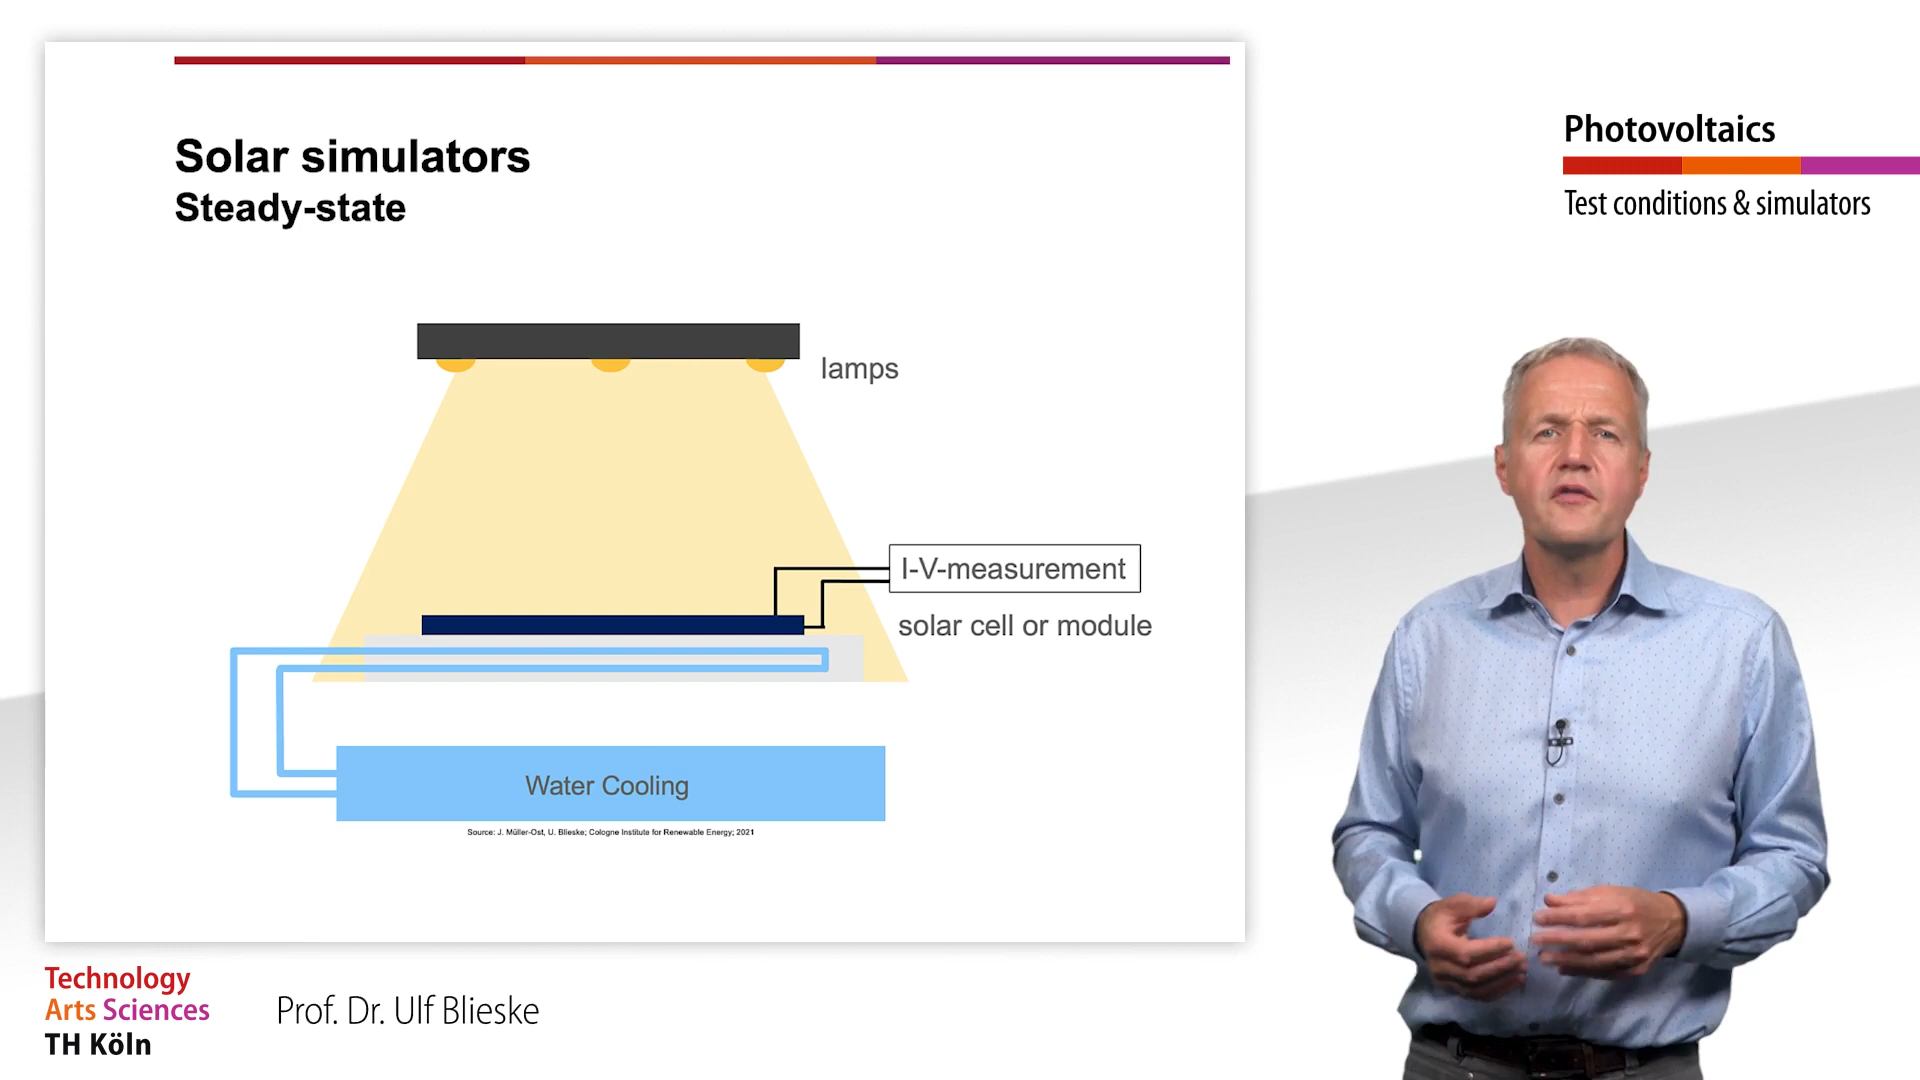 Solar simulators
Steady-state
lamps
I-V-measurement
solar cell or module
Water Cooling
Source: J. Müller-Ost, U. Blieske; Cologne Institute for Renewable Energy; 2021
Photovoltaics
Test conditions & simulators
Technology
Arts Sciences
TH Köln
Prof. Dr. Ulf Blieske